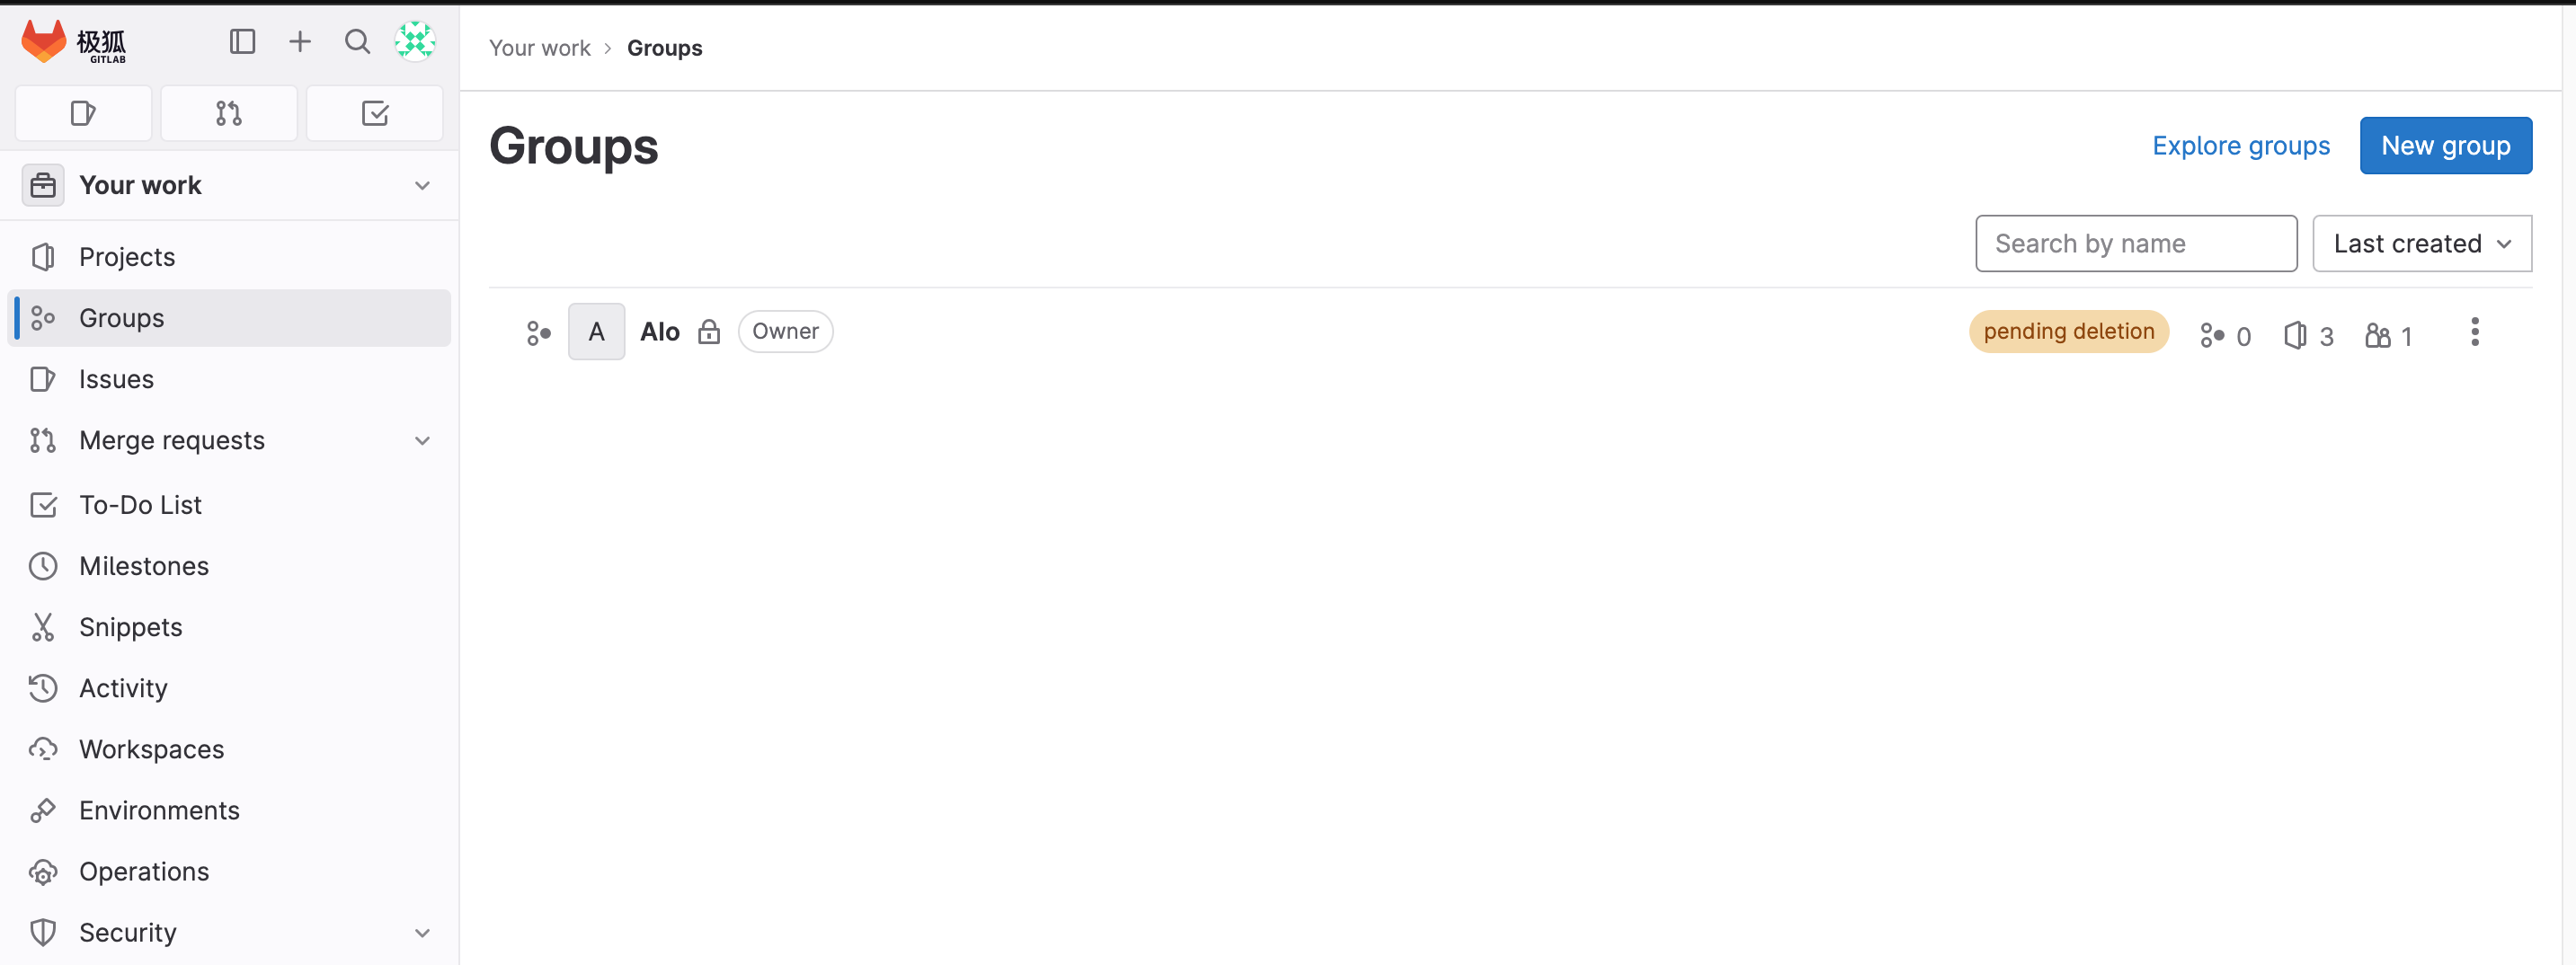 极狐
GITLAB
Your work
Projects
Groups
Issues
Merge requests
To-Do List
Milestones
Snippets
Activity
Workspaces
Environments
Operations
Security
Your work › Groups
Groups
Explore groups
New group
Search by name
Last created
A Alo Owner pending deletion 0 3 1